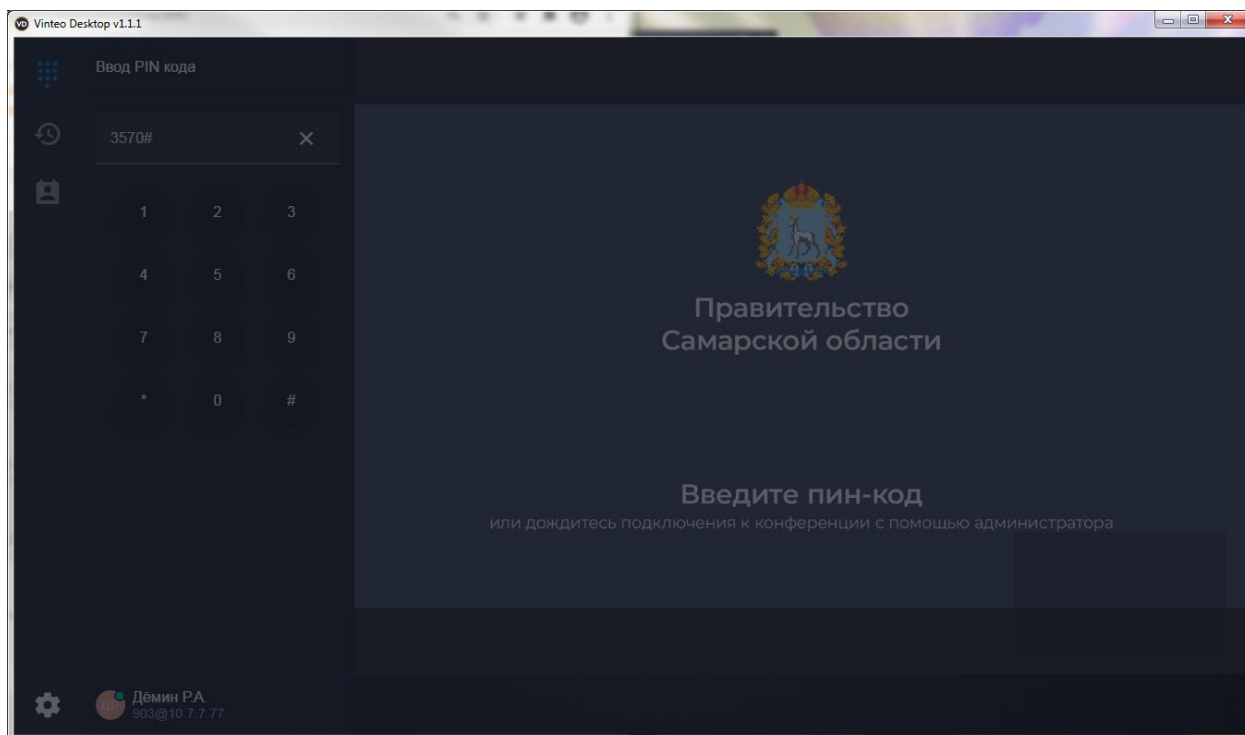 Vinteo Desktop v1.1.1
Ввод PIN кода
3570#
1 2 3
4 5 6
7 8 9
* 0 #
Правительство
Самарской области
Введите пин-код
или дождитесь подключения к конференции с помощью администратора
Дёмин Р.А.
903@10.7.7.77